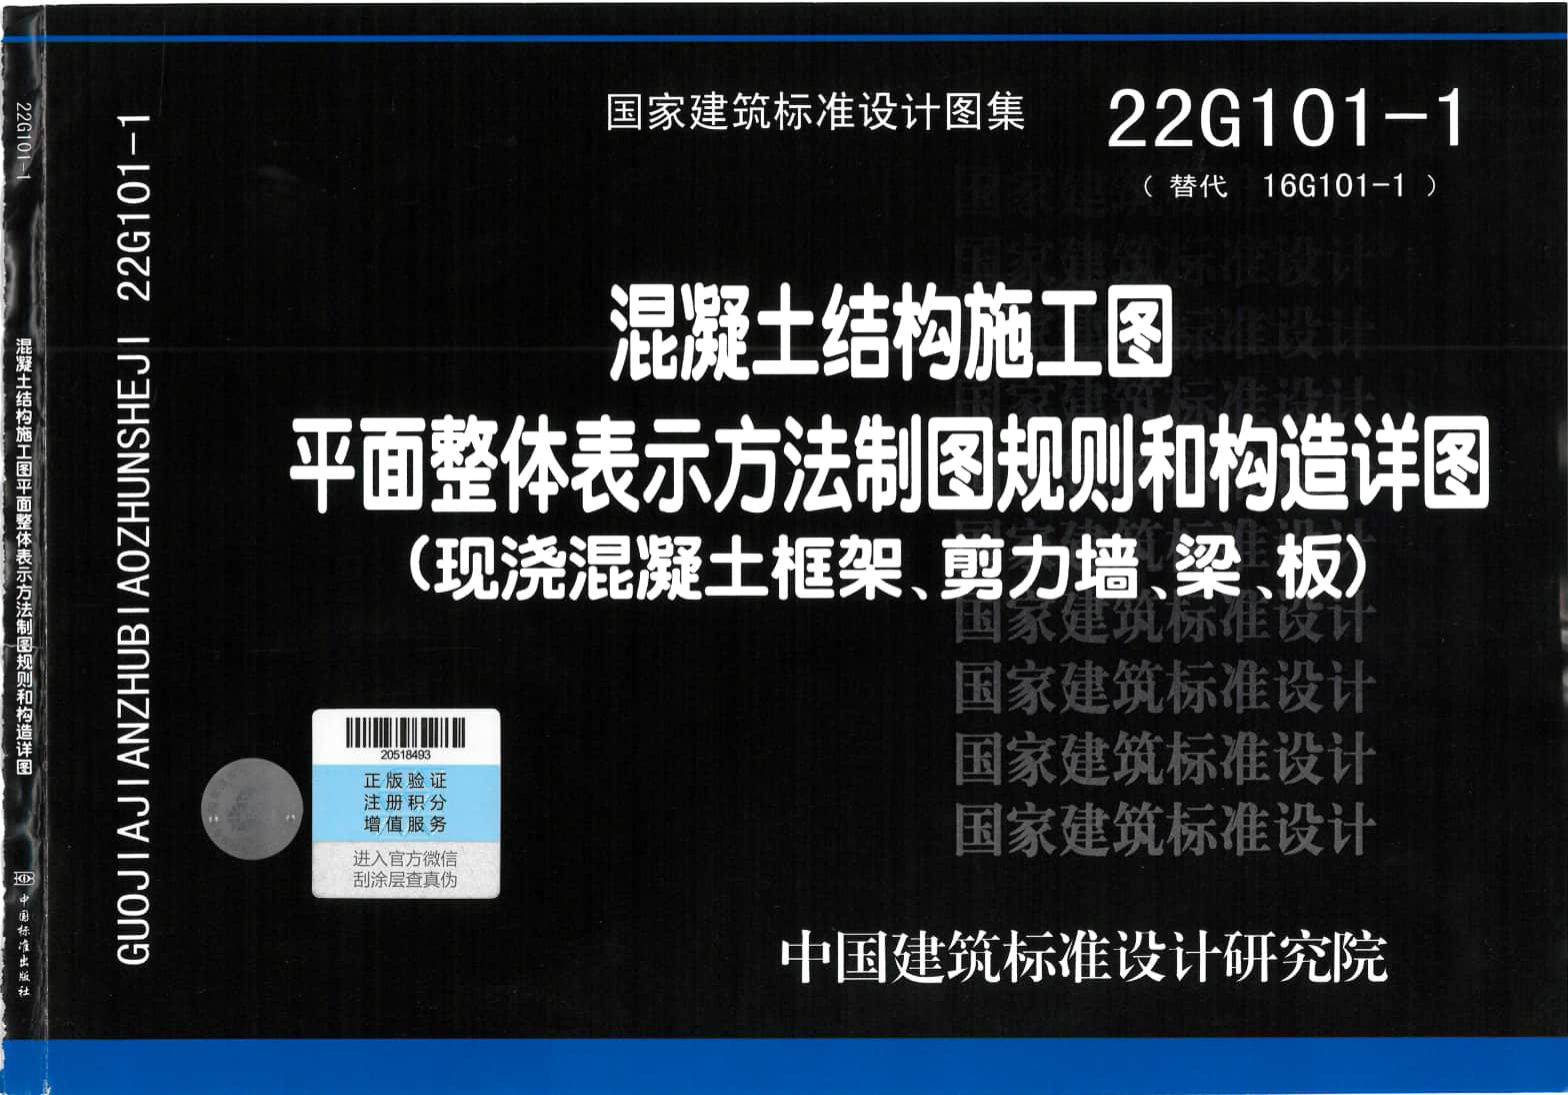 22G101-1
混凝土结构施工图平面整体表示方法制图规则和构造详图
中国标准出版社
GUOJIAJIANZHUBIAOZHUNSHEJI 22G101-1
国家建筑标准设计图集
22G101-1
（ 替代 16G101-1 ）
混凝土结构施工图
平面整体表示方法制图规则和构造详图
（现浇混凝土框架、剪力墙、梁、板）
国家建筑标准设计
国家建筑标准设计
国家建筑标准设计
国家建筑标准设计
国家建筑标准设计
国家建筑标准设计
国家建筑标准设计
国家建筑标准设计
国家建筑标准设计
20518493
正版验证
注册积分
增值服务
进入官方微信
刮涂层查真伪
中国建筑标准设计研究院